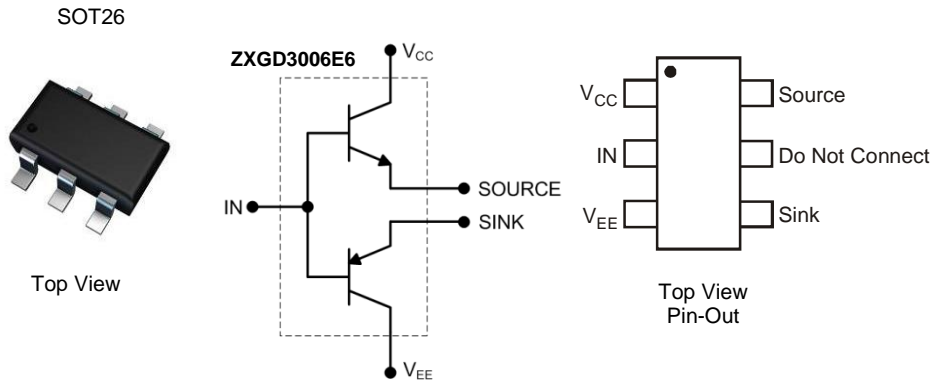 SOT26
Top View
ZXGD3006E6
VCC
IN
SOURCE
SINK
VEE
VCC
IN
VEE
Source
Do Not Connect
Sink
Top View
Pin-Out